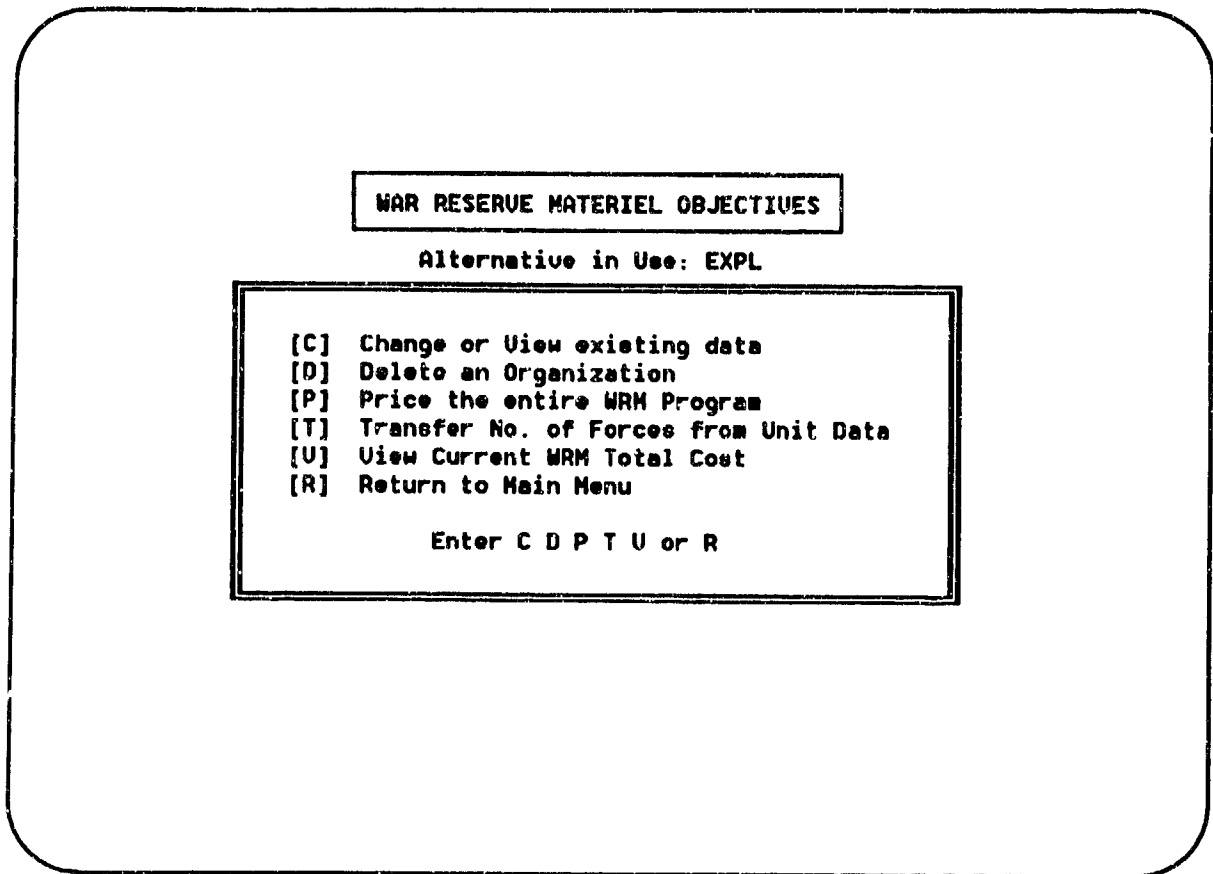 WAR RESERVE MATERIEL OBJECTIVES
Alternative in Use: EXPL
[C] Change or View existing data
[D] Delete an Organization
[P] Price the entire WRM Program
[T] Transfer No. of Forces from Unit Data
[V] View Current WRM Total Cost
[R] Return to Main Menu
Enter C D P T V or R